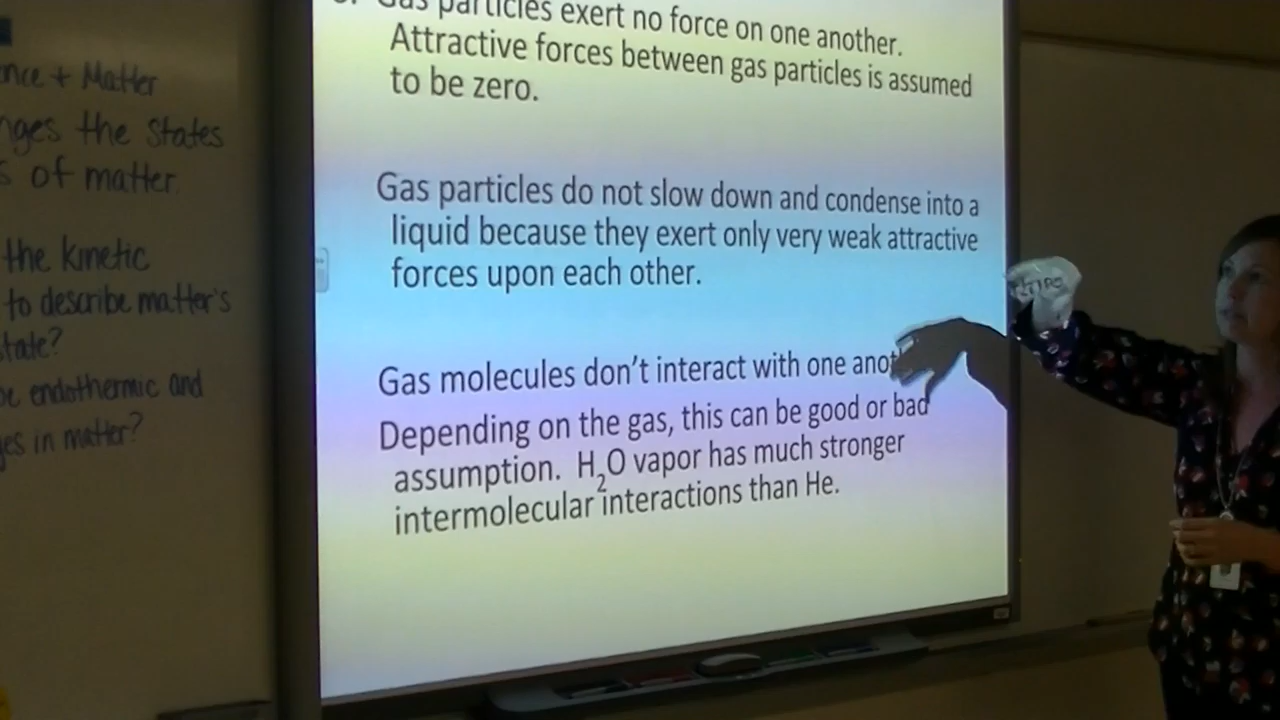 Gas particles exert no force on one another.
Attractive forces between gas particles is assumed
to be zero.
Gas particles do not slow down and condense into a
liquid because they exert only very weak attractive
forces upon each other.
Gas molecules don't interact with one
Depending on the gas, this can be good or bad
assumption. H₂O vapor has much stronger
intermolecular interactions than He.
+ Matter
the states
of matter
the kinetic
to describe matter's
endothermic and
in matter?